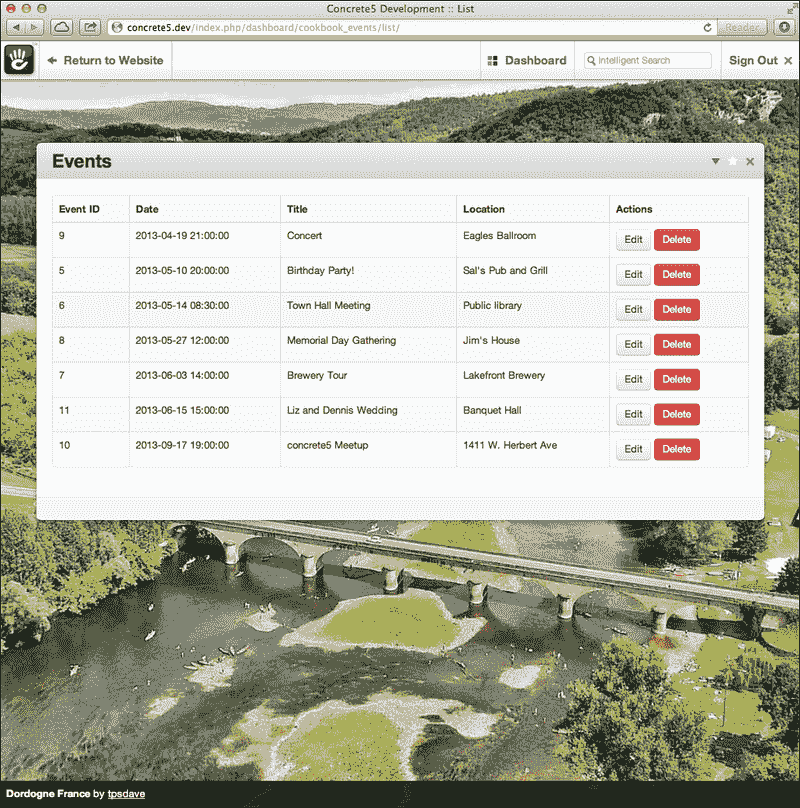 Concrete5 Development :: List
concrete5.dev/index.php/dashboard/cookbook_events/list/
Reader
Return to Website
Dashboard
Intelligent Search
Sign Out
Events
Event ID Date Title Location Actions
9 2013-04-19 21:00:00 Concert Eagles Ballroom Edit Delete
5 2013-05-10 20:00:00 Birthday Party! Sal's Pub and Grill Edit Delete
6 2013-05-14 08:30:00 Town Hall Meeting Public library Edit Delete
8 2013-05-27 12:00:00 Memorial Day Gathering Jim's House Edit Delete
7 2013-06-03 14:00:00 Brewery Tour Lakefront Brewery Edit Delete
11 2013-06-15 15:00:00 Liz and Dennis Wedding Banquet Hall Edit Delete
10 2013-09-17 19:00:00 concrete5 Meetup 1411 W. Herbert Ave Edit Delete
Dordogne France by tpsdave